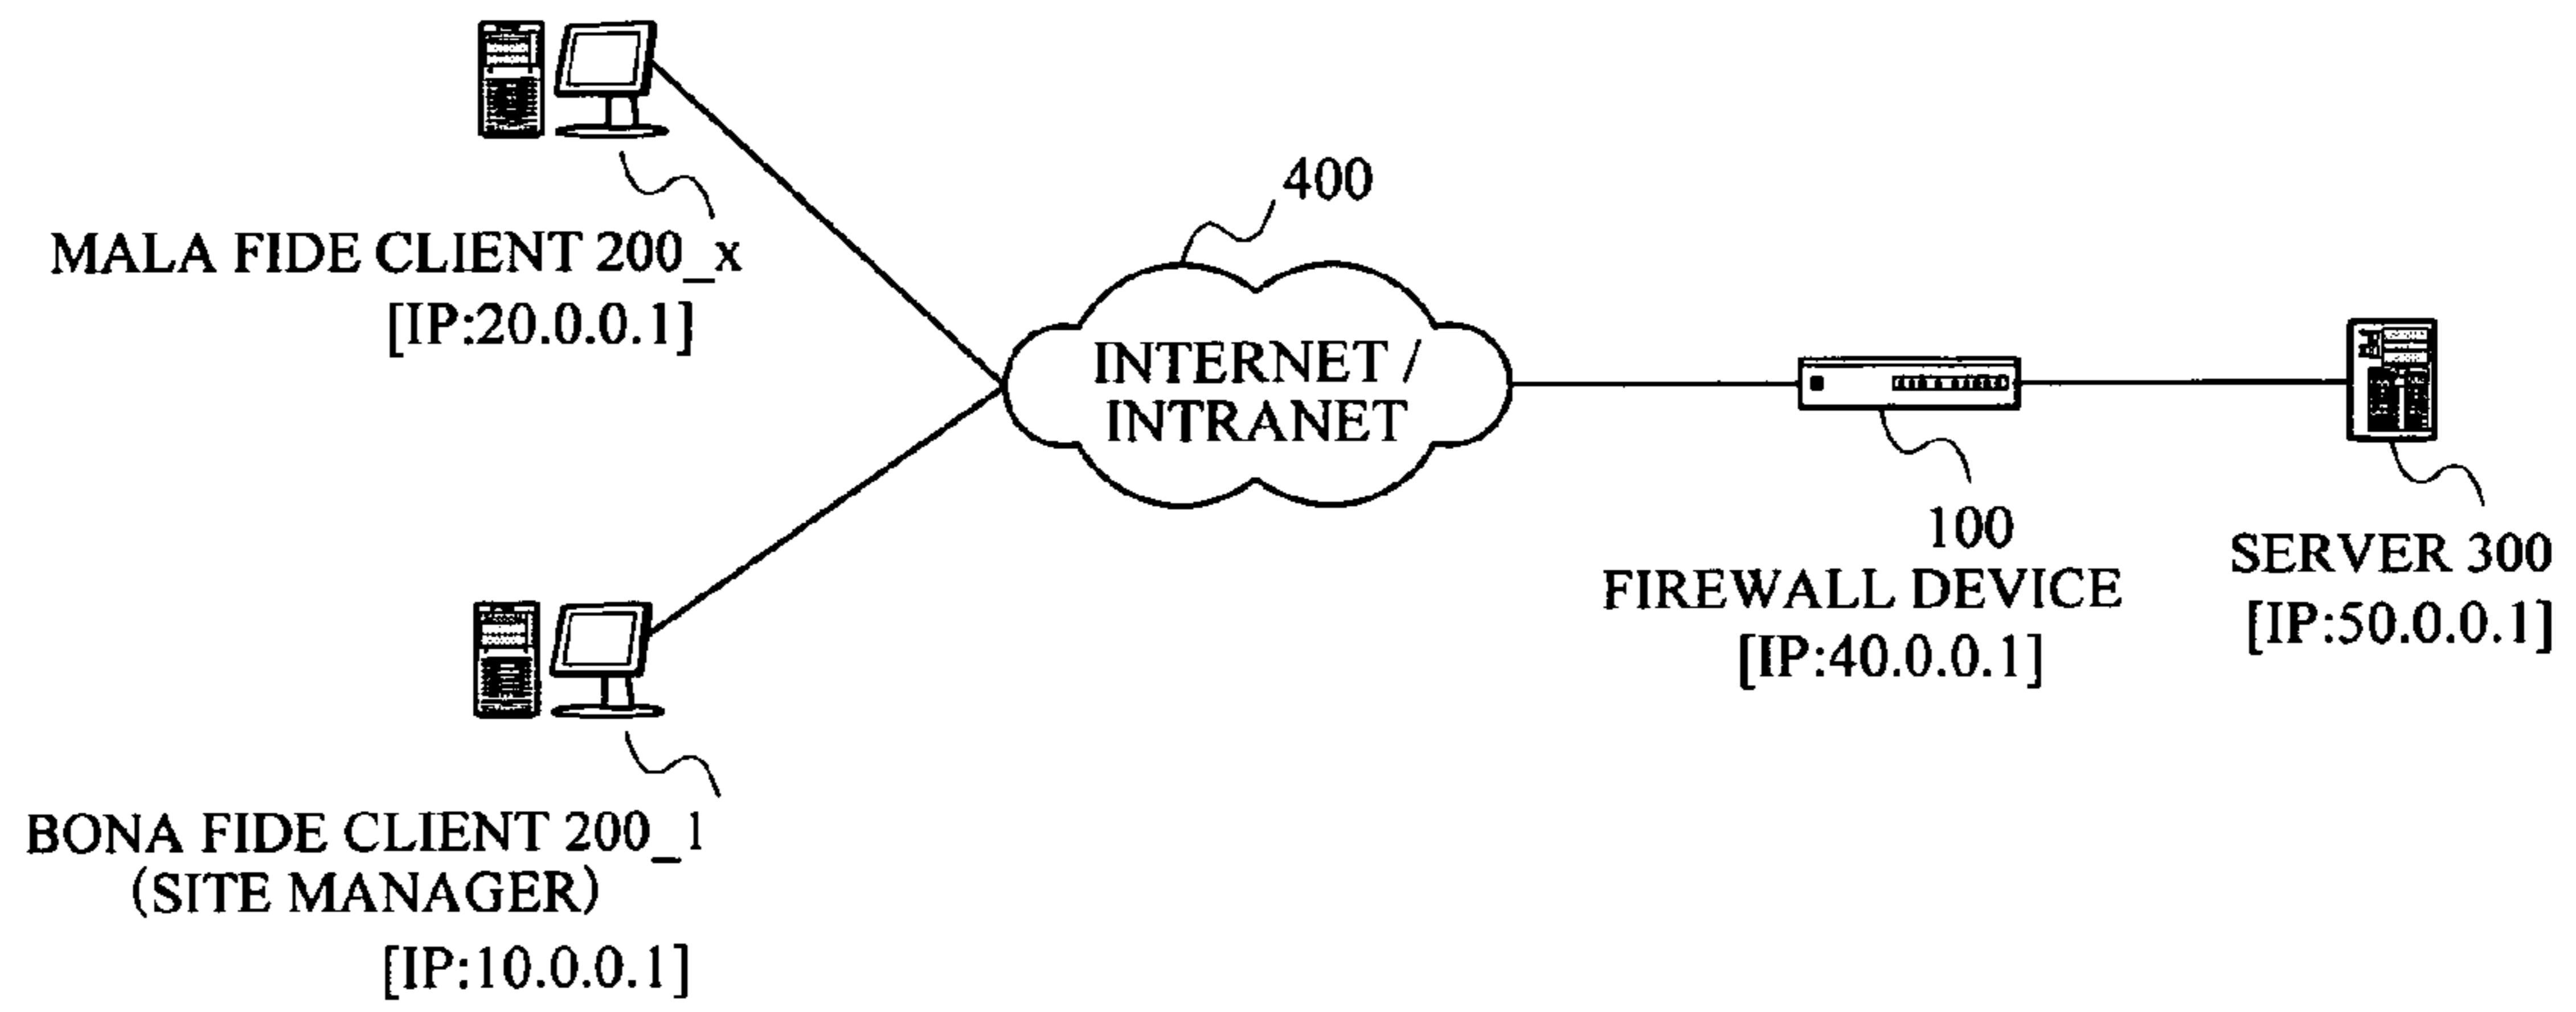 MALA FIDE CLIENT 200_x
[IP:20.0.0.1]
400
INTERNET /
INTRANET
100
FIREWALL DEVICE
[IP:40.0.0.1]
SERVER 300
[IP:50.0.0.1]
BONA FIDE CLIENT 200_1
(SITE MANAGER)
[IP:10.0.0.1]